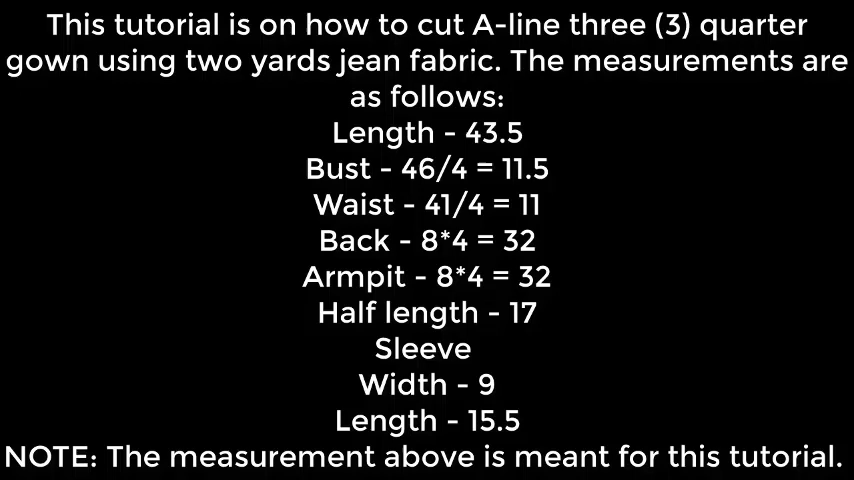 This tutorial is on how to cut A-line three (3) quarter
gown using two yards jean fabric. The measurements are
as follows:
Length - 43.5
Bust - 46/4 = 11.5
Waist - 41/4 = 11
Back - 8*4 = 32
Armpit - 8*4 = 32
Half length - 17
Sleeve
Width - 9
Length - 15.5
NOTE: The measurement above is meant for this tutorial.